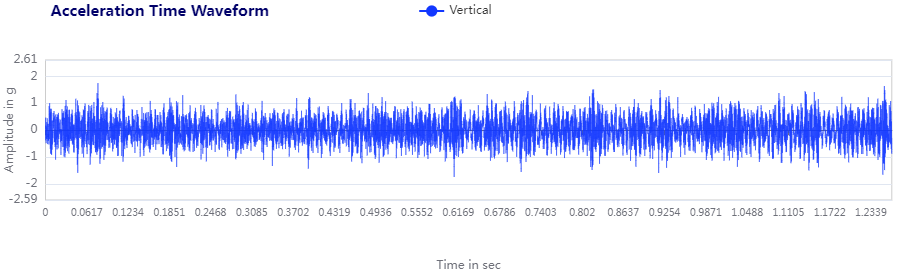 Acceleration Time Waveform
Vertical
Amplitude in g
2.61
2
1
0
-1
-2
-2.59
0 0.0617 0.1234 0.1851 0.2468 0.3085 0.3702 0.4319 0.4936 0.5552 0.6169 0.6786 0.7403 0.802 0.8637 0.9254 0.9871 1.0488 1.1105 1.1722 1.2339
Time in sec